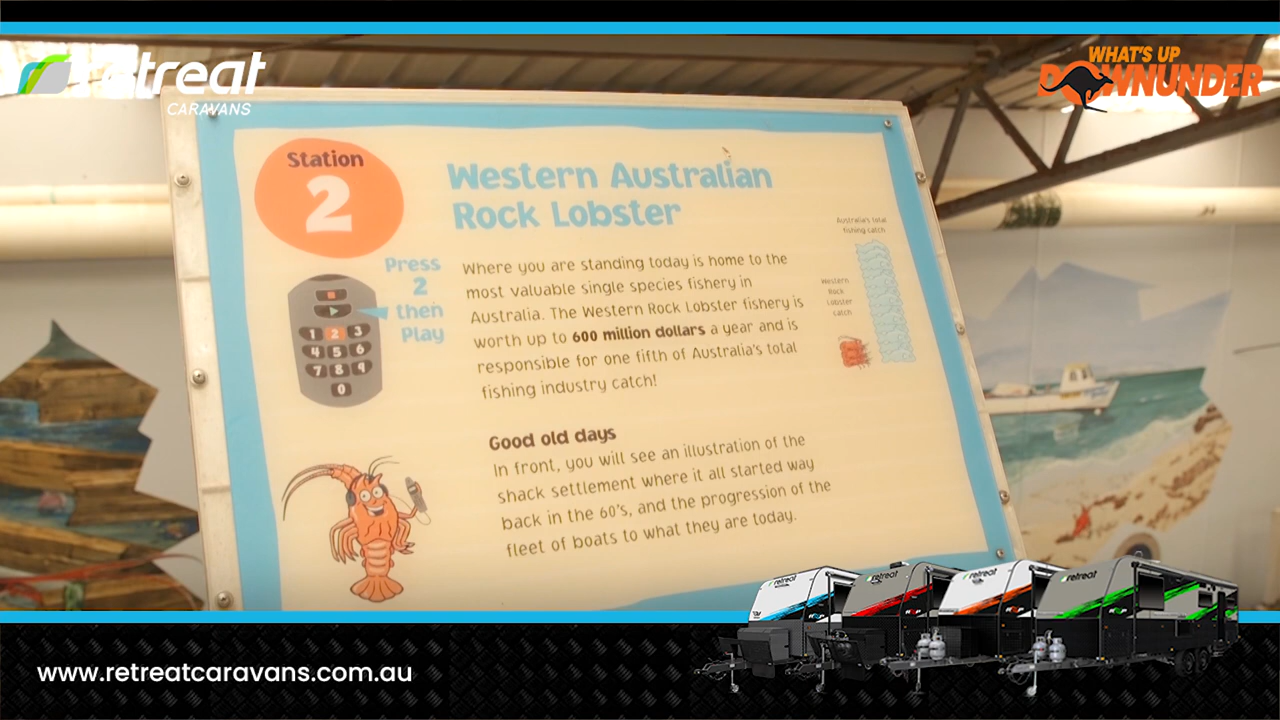 retreat
CARAVANS
WHAT'S UP
DOWNUNDER
Station
2
Western Australian
Rock Lobster
Press
2
then
Play
1 2 3
4 5 6
7 8 9
0
Where you are standing today is home to the
most valuable single species fishery in
Australia. The Western Rock Lobster fishery is
worth up to 600 million dollars a year and is
responsible for one fifth of Australia's total
fishing industry catch!
Australia's total
fishing catch
Western
Rock
Lobster
catch
Good old days
In front, you will see an illustration of the
shack settlement where it all started way
back in the 60's, and the progression of the
fleet of boats to what they are today.
retreat
retreat
retreat
retreat
www.retreatcaravans.com.au